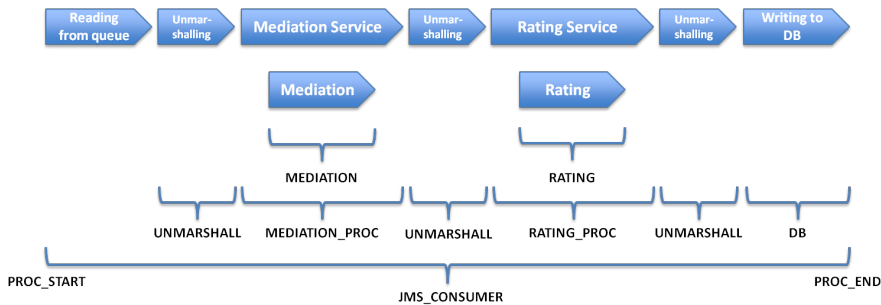 Reading
from queue
Unmar-
shalling
Mediation Service
Unmar-
shalling
Rating Service
Unmar-
shalling
Writing to
DB
Mediation
Rating
MEDIATION
RATING
UNMARSHALL
MEDIATION_PROC
UNMARSHALL
RATING_PROC
UNMARSHALL
DB
PROC_START
PROC_END
JMS_CONSUMER